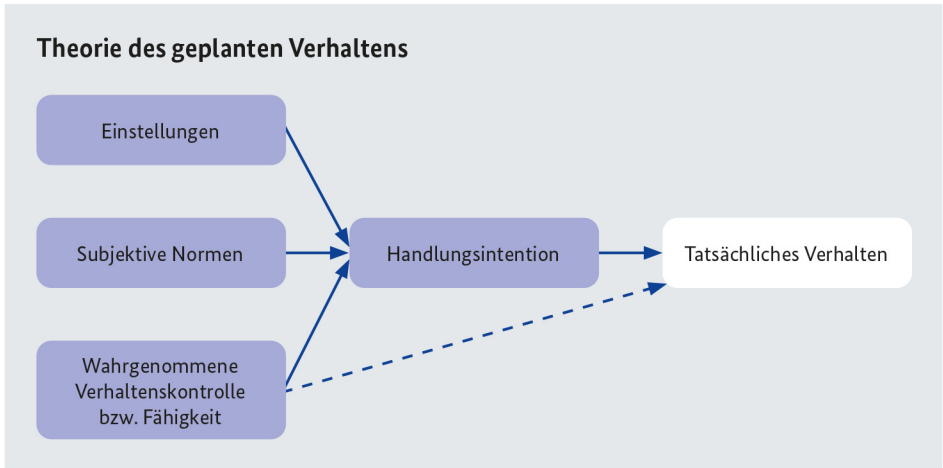 Theorie des geplanten Verhaltens
Einstellungen
Subjektive Normen
Handlungsintention
Tatsächliches Verhalten
Wahrgenommene
Verhaltenskontrolle
bzw. Fähigkeit